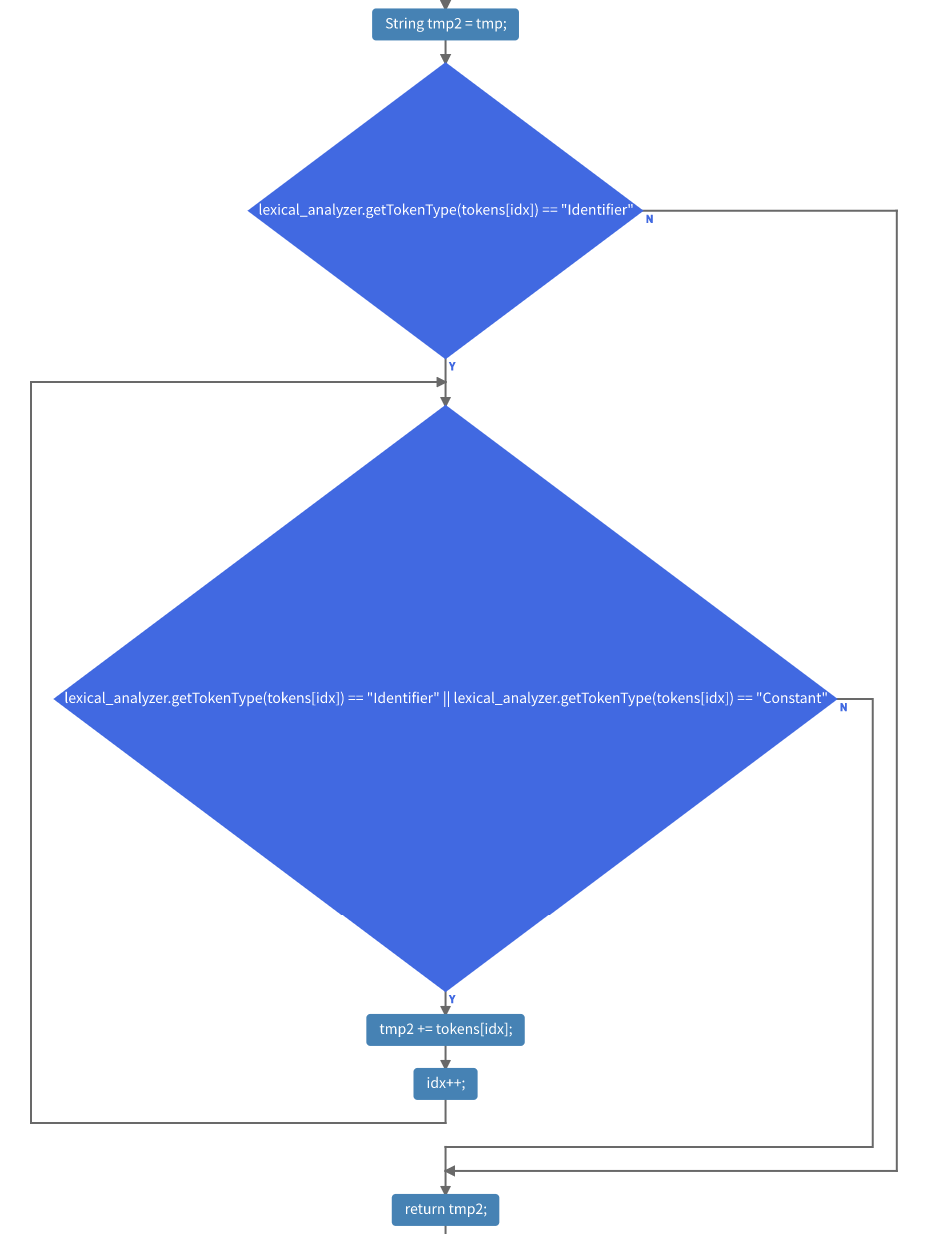 String tmp2 = tmp;
lexical_analyzer.getTokenType(tokens[idx]) == "Identifier"
N
Y
lexical_analyzer.getTokenType(tokens[idx]) == "Identifier" || lexical_analyzer.getTokenType(tokens[idx]) == "Constant"
N
Y
tmp2 += tokens[idx];
idx++;
return tmp2;